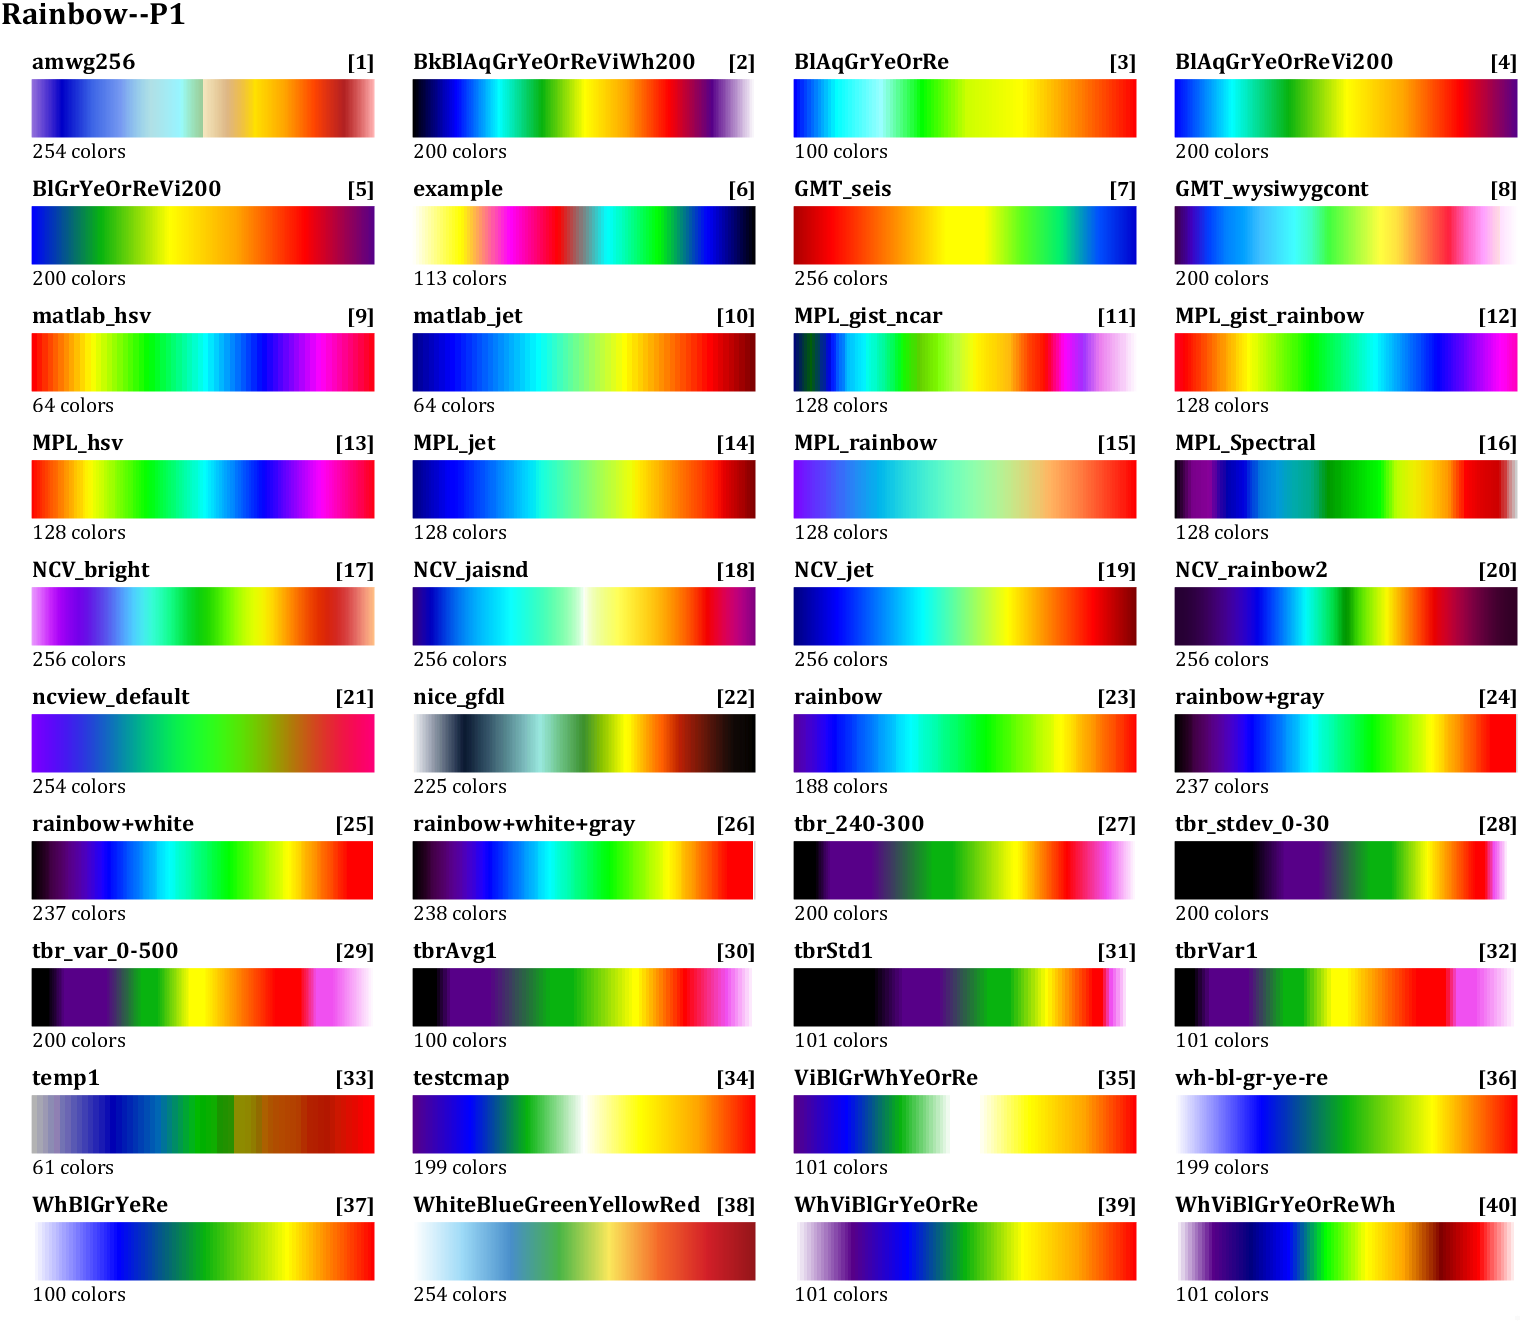 Rainbow--P1
amwg256 [1] BkBlAqGrYeOrReViWh200 [2] BlAqGrYeOrRe [3] BlAqGrYeOrReVi200 [4]
254 colors 200 colors 100 colors 200 colors
BlGrYeOrReVi200 [5] example [6] GMT_seis [7] GMT_wysiwygcont [8]
200 colors 113 colors 256 colors 200 colors
matlab_hsv [9] matlab_jet [10] MPL_gist_ncar [11] MPL_gist_rainbow [12]
64 colors 64 colors 128 colors 128 colors
MPL_hsv [13] MPL_jet [14] MPL_rainbow [15] MPL_Spectral [16]
128 colors 128 colors 128 colors 128 colors
NCV_bright [17] NCV_jaisnd [18] NCV_jet [19] NCV_rainbow2 [20]
256 colors 256 colors 256 colors 256 colors
ncview_default [21] nice_gfdl [22] rainbow [23] rainbow+gray [24]
254 colors 225 colors 188 colors 237 colors
rainbow+white [25] rainbow+white+gray [26] tbr_240-300 [27] tbr_stdev_0-30 [28]
237 colors 238 colors 200 colors 200 colors
tbr_var_0-500 [29] tbrAvg1 [30] tbrStd1 [31] tbrVar1 [32]
200 colors 100 colors 101 colors 101 colors
temp1 [33] testcmap [34] ViBlGrWhYeOrRe [35] wh-bl-gr-ye-re [36]
61 colors 199 colors 101 colors 199 colors
WhBlGrYeRe [37] WhiteBlueGreenYellowRed [38] WhViBlGrYeOrRe [39] WhViBlGrYeOrReWh [40]
100 colors 254 colors 101 colors 101 colors